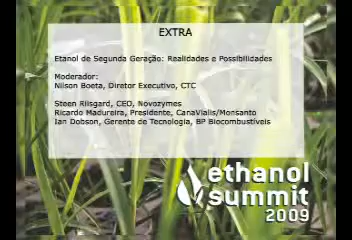 EXTRA
Etanol de Segunda Geração: Realidades e Possibilidades
Moderador:
Nilson Boeta, Diretor Executivo, CTC
Steen Riisgard, CEO, Novozymes
Ricardo Madureira, Presidente, CanaVialis/Monsanto
Ian Dobson, Gerente de Tecnologia, BP Biocombustíveis
ethanol
summit
2009